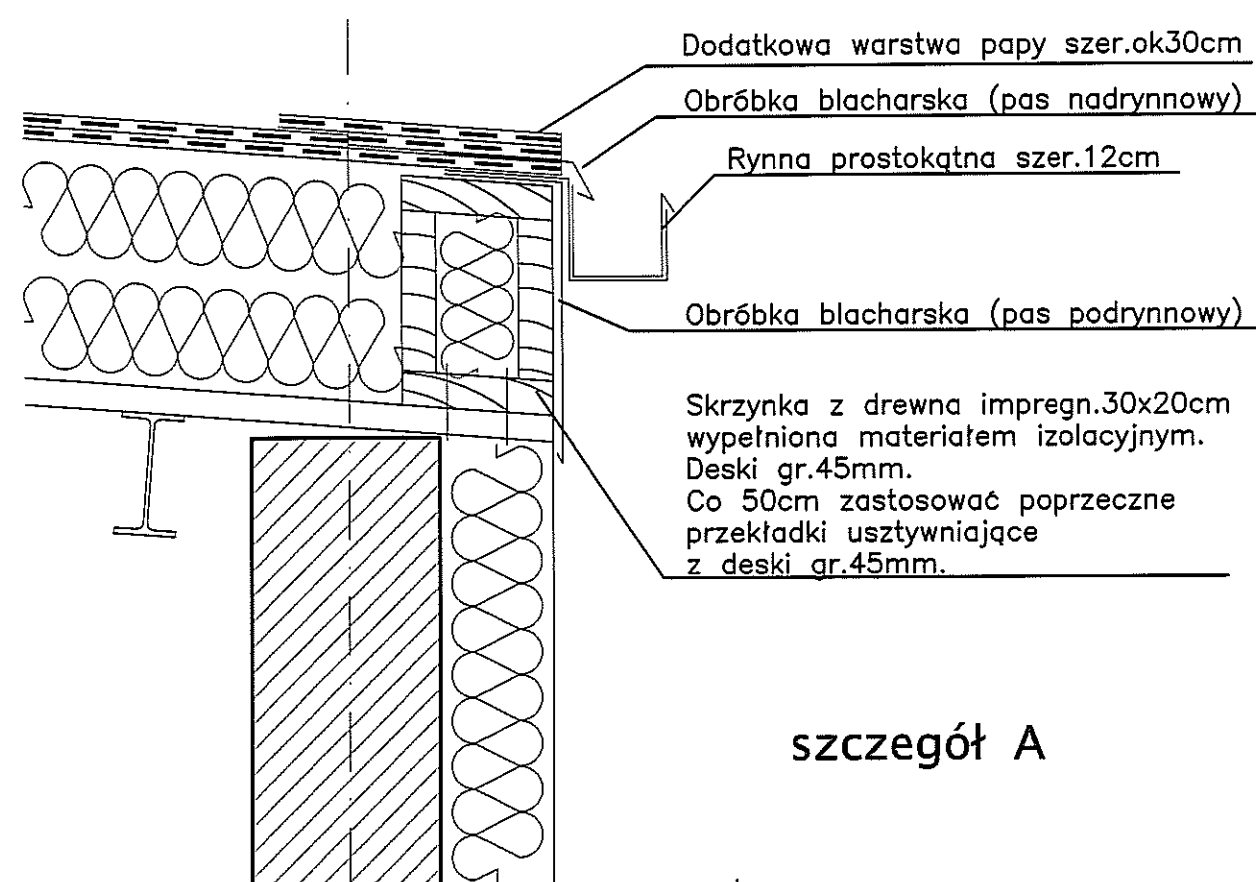 Dodatkowa warstwa papy szer.ok30cm
Obróbka blacharska (pas nadrynnowy)
Rynna prostokątna szer.12cm
Obróbka blacharska (pas podrynnowy)
Skrzynka z drewna impregn.30x20cm
wypełniona materiałem izolacyjnym.
Deski gr.45mm.
Co 50cm zastosować poprzeczne
przekładki usztywniające
z deski gr.45mm.
szczegół A